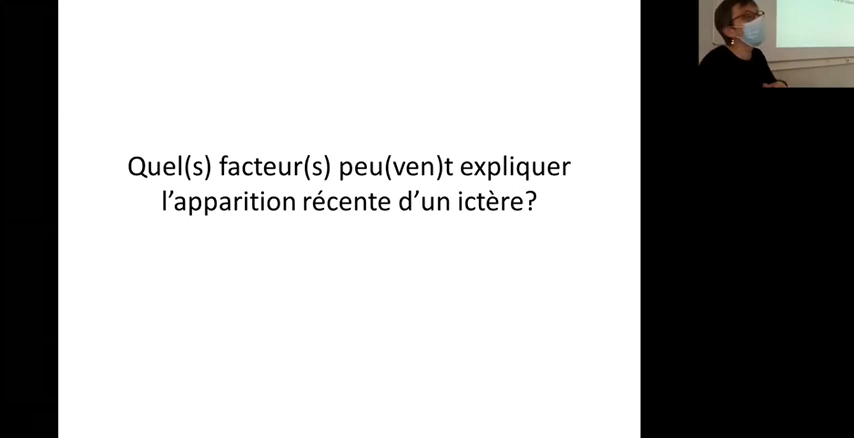 Quel(s) facteur(s) peu(ven)t expliquer
l’apparition récente d’un ictère?